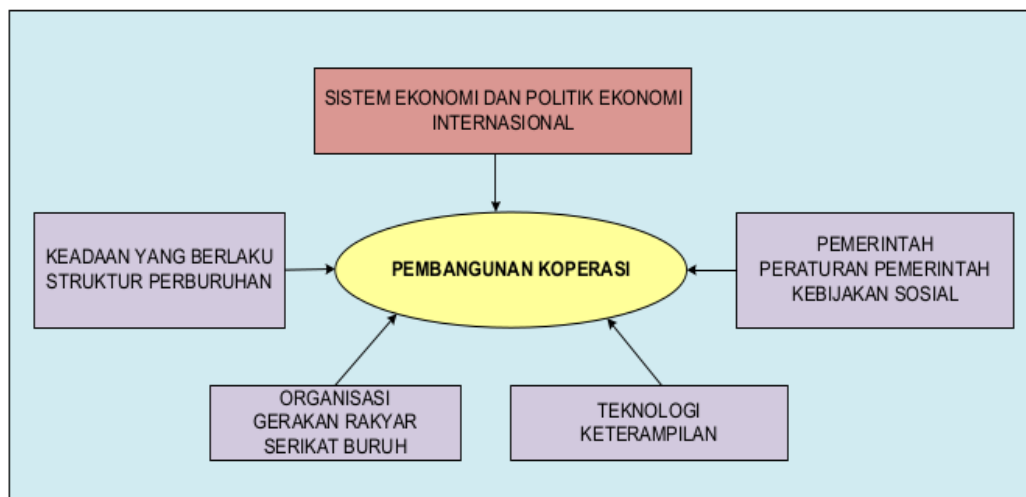 SISTEM EKONOMI DAN POLITIK EKONOMI
INTERNASIONAL
KEADAAN YANG BERLAKU
STRUKTUR PERBURUHAN
PEMBANGUNAN KOPERASI
PEMERINTAH
PERATURAN PEMERINTAH
KEBIJAKAN SOSIAL
ORGANISASI
GERAKAN RAKYAR
SERIKAT BURUH
TEKNOLOGI
KETERAMPILAN